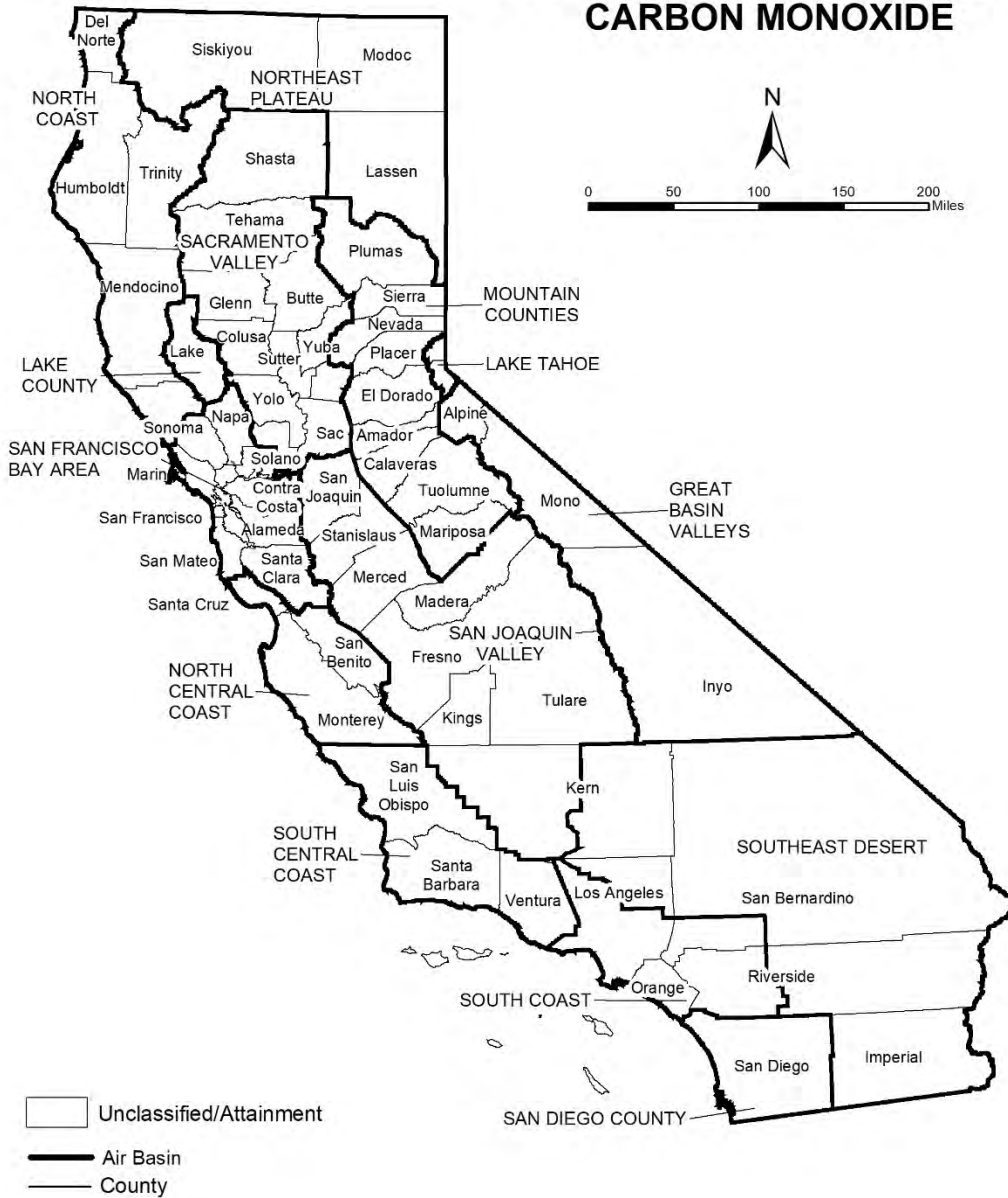 CARBON MONOXIDE
Del
Norte
Siskiyou
Modoc
NORTHEAST
PLATEAU
NORTH
COAST
N
Shasta
Trinity
Lassen
Humboldt
0 50 100 150 200
Miles
Tehama
SACRAMENTO
VALLEY
Plumas
Mendocino
Glenn
Butte
Sierra
MOUNTAIN
COUNTIES
Nevada
Colusa
Yuba
Sutter
Placer
Lake
LAKE
COUNTY
LAKE TAHOE
El Dorado
Yolo
Napa
Alpine
Sonoma
Sac
Amador
SAN FRANCISCO
BAY AREA
Solano
Calaveras
Marin
San
Joaquin
Contra
Costa
Tuolumne
Mono
GREAT
BASIN
VALLEYS
San Francisco
Alameda
Stanislaus
Mariposa
San Mateo
Santa
Clara
Merced
Santa Cruz
Madera
SAN JOAQUIN
VALLEY
San
Benito
Fresno
NORTH
CENTRAL
COAST
Inyo
Tulare
Monterey
Kings
San
Luis
Obispo
Kern
SOUTH
CENTRAL
COAST
SOUTHEAST DESERT
Santa
Barbara
Ventura
Los Angeles
San Bernardino
Riverside
Orange
SOUTH COAST
San Diego
Imperial
SAN DIEGO COUNTY
Unclassified/Attainment
Air Basin
County